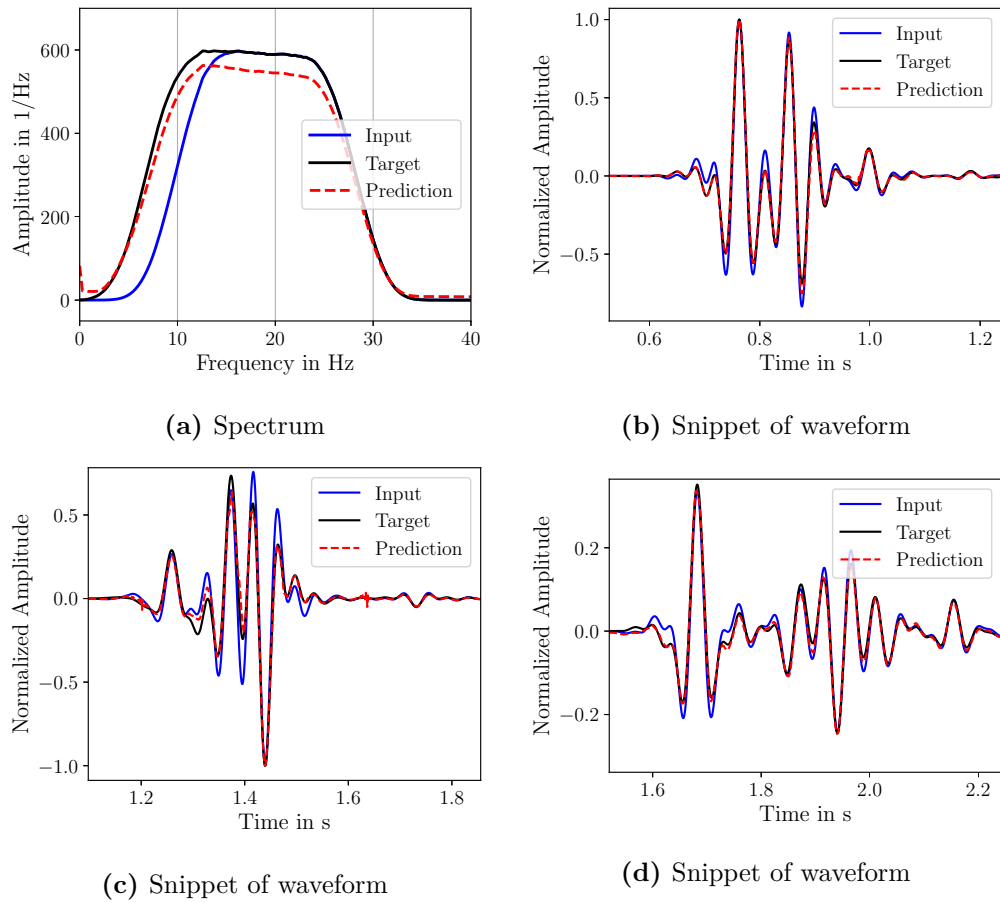 600
400
200
0
Amplitude in 1/Hz
Input
Target
Prediction
0 10 20 30 40
Frequency in Hz
(a) Spectrum
1.0
0.5
0.0
−0.5
Normalized Amplitude
Input
Target
Prediction
0.6 0.8 1.0 1.2
Time in s
(b) Snippet of waveform
0.5
0.0
−0.5
−1.0
Normalized Amplitude
Input
Target
Prediction
1.2 1.4 1.6 1.8
Time in s
(c) Snippet of waveform
0.2
0.0
−0.2
Normalized Amplitude
Input
Target
Prediction
1.6 1.8 2.0 2.2
Time in s
(d) Snippet of waveform